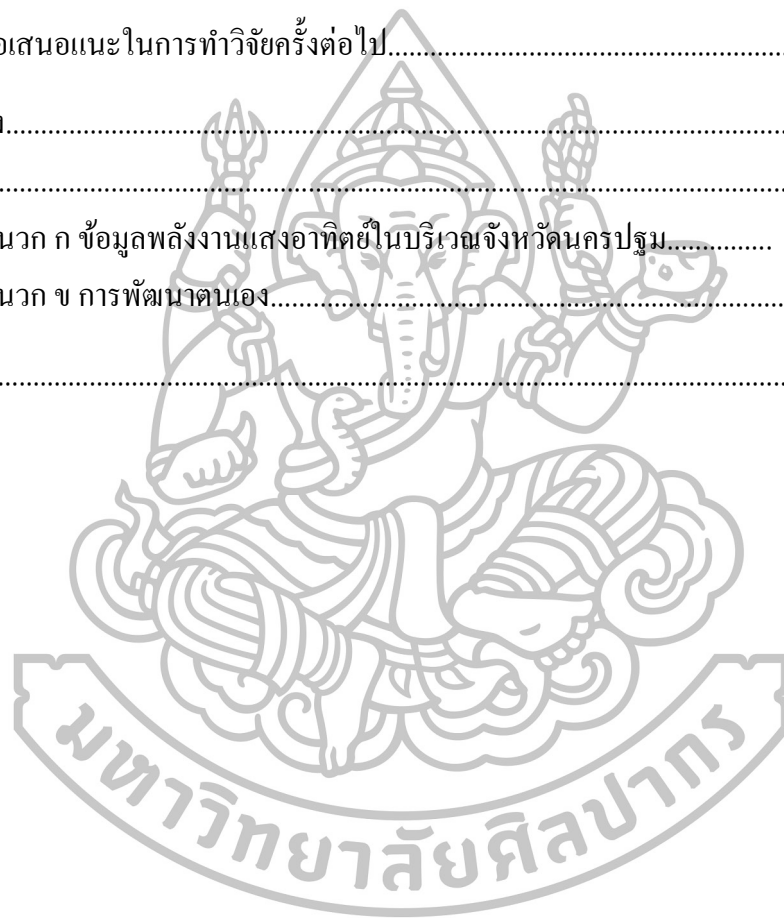 อเสนอแนะในการทำวิจัยครั้งต่อไป
ง
นวก ก ข้อมูลพลังงานแสงอาทิตย์ในบริเวณจังหวัดนครปฐม
นวก ข การพัฒนาตนเอง
มหาวิทยาลัยศิลปากร